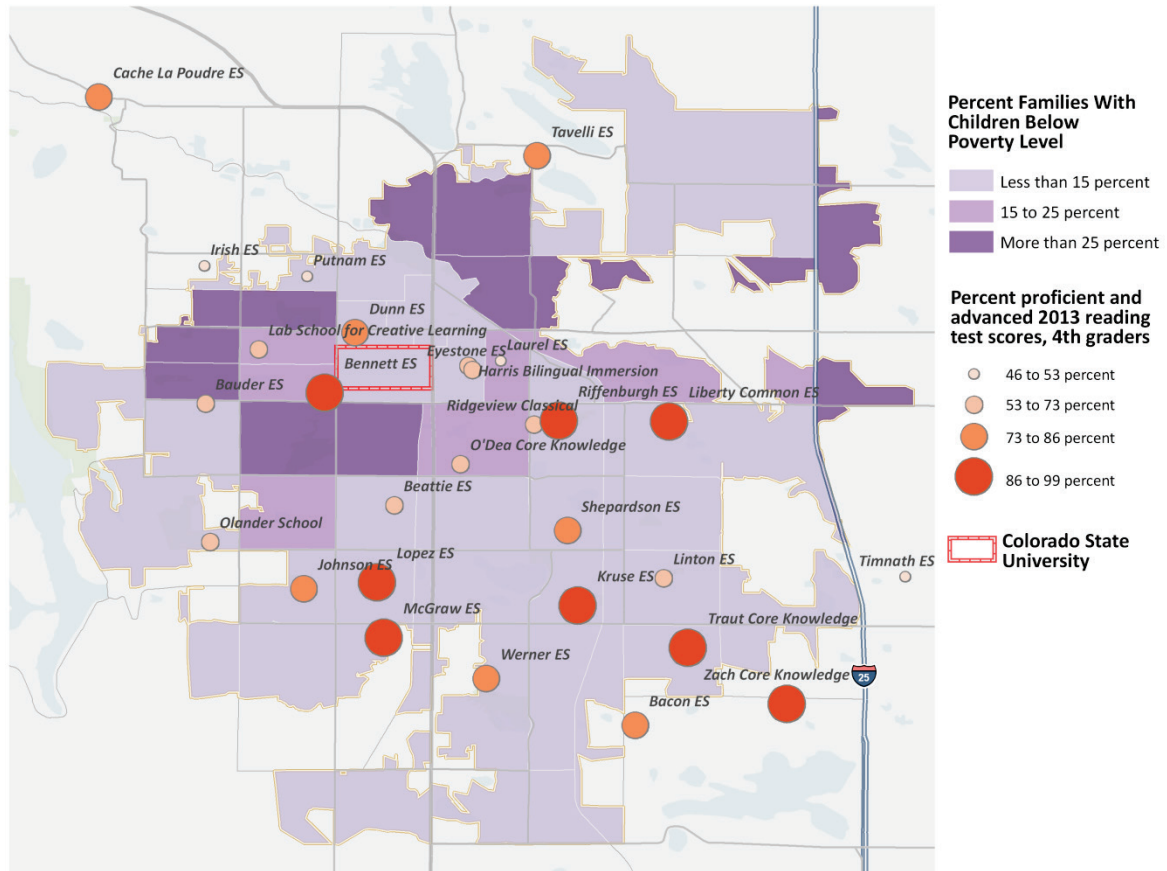 Cache La Poudre ES
Tavelli ES
Irish ES
Putnam ES
Dunn ES
Lab School for Creative Learning
Bennett ES
Eyestone ES
Laurel ES
Harris Bilingual Immersion
Bauder ES
Riffenburgh ES
Liberty Common ES
Ridgeview Classical
O'Dea Core Knowledge
Beattie ES
Shepardson ES
Olander School
Lopez ES
Johnson ES
Kruse ES
Linton ES
Timnath ES
McGraw ES
Traut Core Knowledge
Werner ES
Zach Core Knowledge
25
Bacon ES
Percent Families With
Children Below
Poverty Level
Less than 15 percent
15 to 25 percent
More than 25 percent
Percent proficient and
advanced 2013 reading
test scores, 4th graders
46 to 53 percent
53 to 73 percent
73 to 86 percent
86 to 99 percent
Colorado State
University